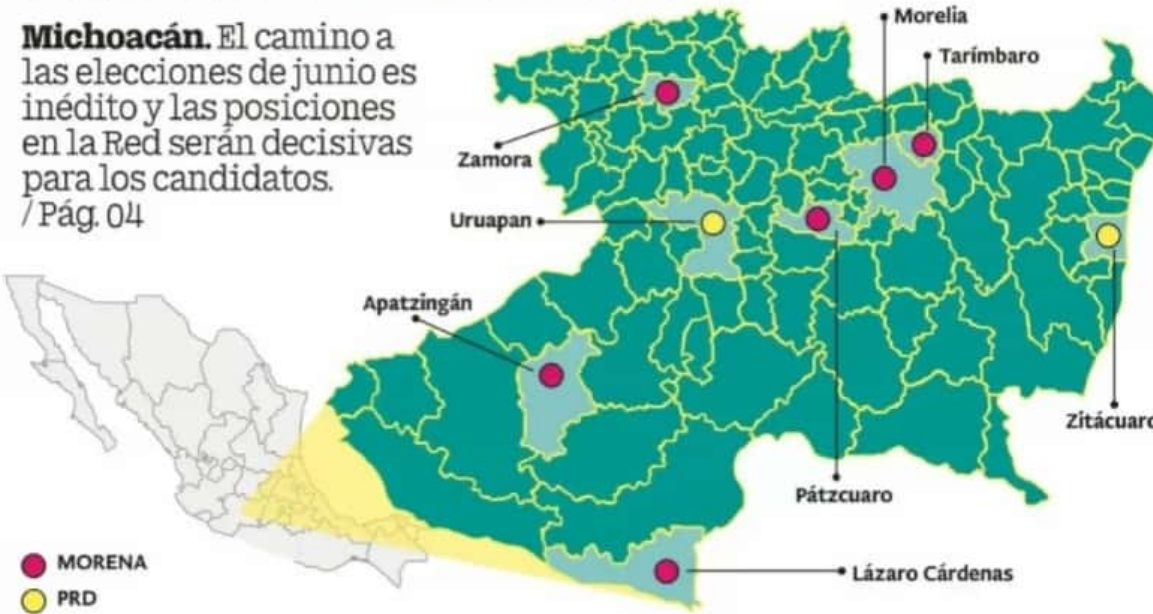 Michoacán. El camino a
las elecciones de junio es
inédito y las posiciones
en la Red serán decisivas
para los candidatos.
/ Pág. 04
Morelia
Tarímbaro
Zamora
Uruapan
Apatzingán
Zitácuaro
Pátzcuaro
Lázaro Cárdenas
MORENA
PRD